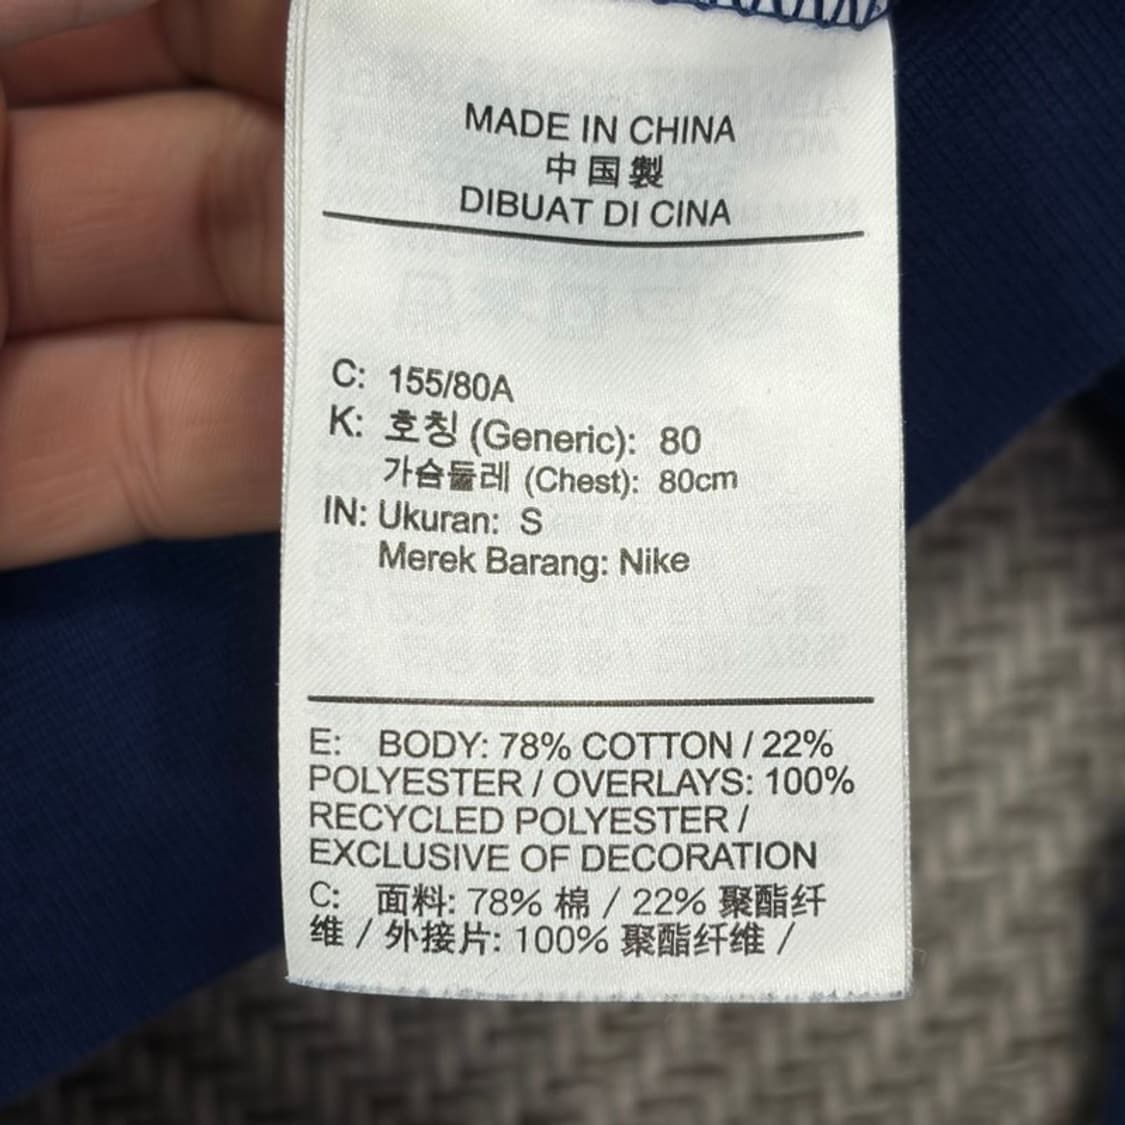 MADE IN CHINA
中国製
DIBUAT DI CINA
C: 155/80A
K: 호칭 (Generic): 80
가슴둘레 (Chest): 80cm
IN: Ukuran: S
Merek Barang: Nike
E: BODY: 78% COTTON / 22%
POLYESTER / OVERLAYS: 100%
RECYCLED POLYESTER /
EXCLUSIVE OF DECORATION
C: 面料: 78% 棉 / 22% 聚酯纤
维 / 外接片: 100% 聚酯纤维 /